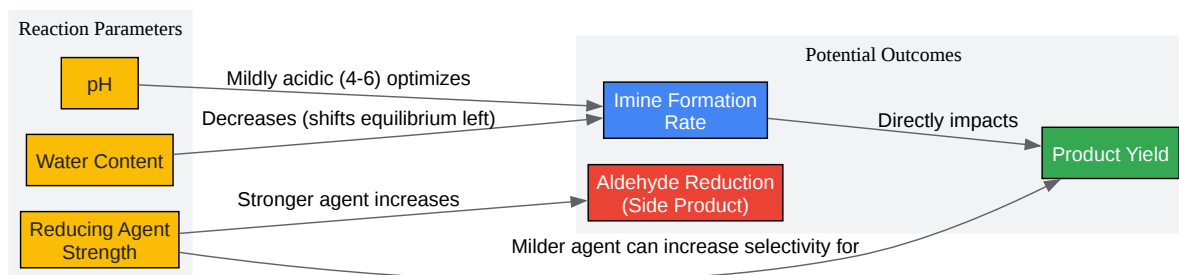 Reaction Parameters
Potential Outcomes
pH
Mildly acidic (4-6) optimizes
Imine Formation
Rate
Decreases (shifts equilibrium left)
Directly impacts
Water Content
Product Yield
Aldehyde Reduction
(Side Product)
Stronger agent increases
Reducing Agent
Strength
Milder agent can increase selectivity for